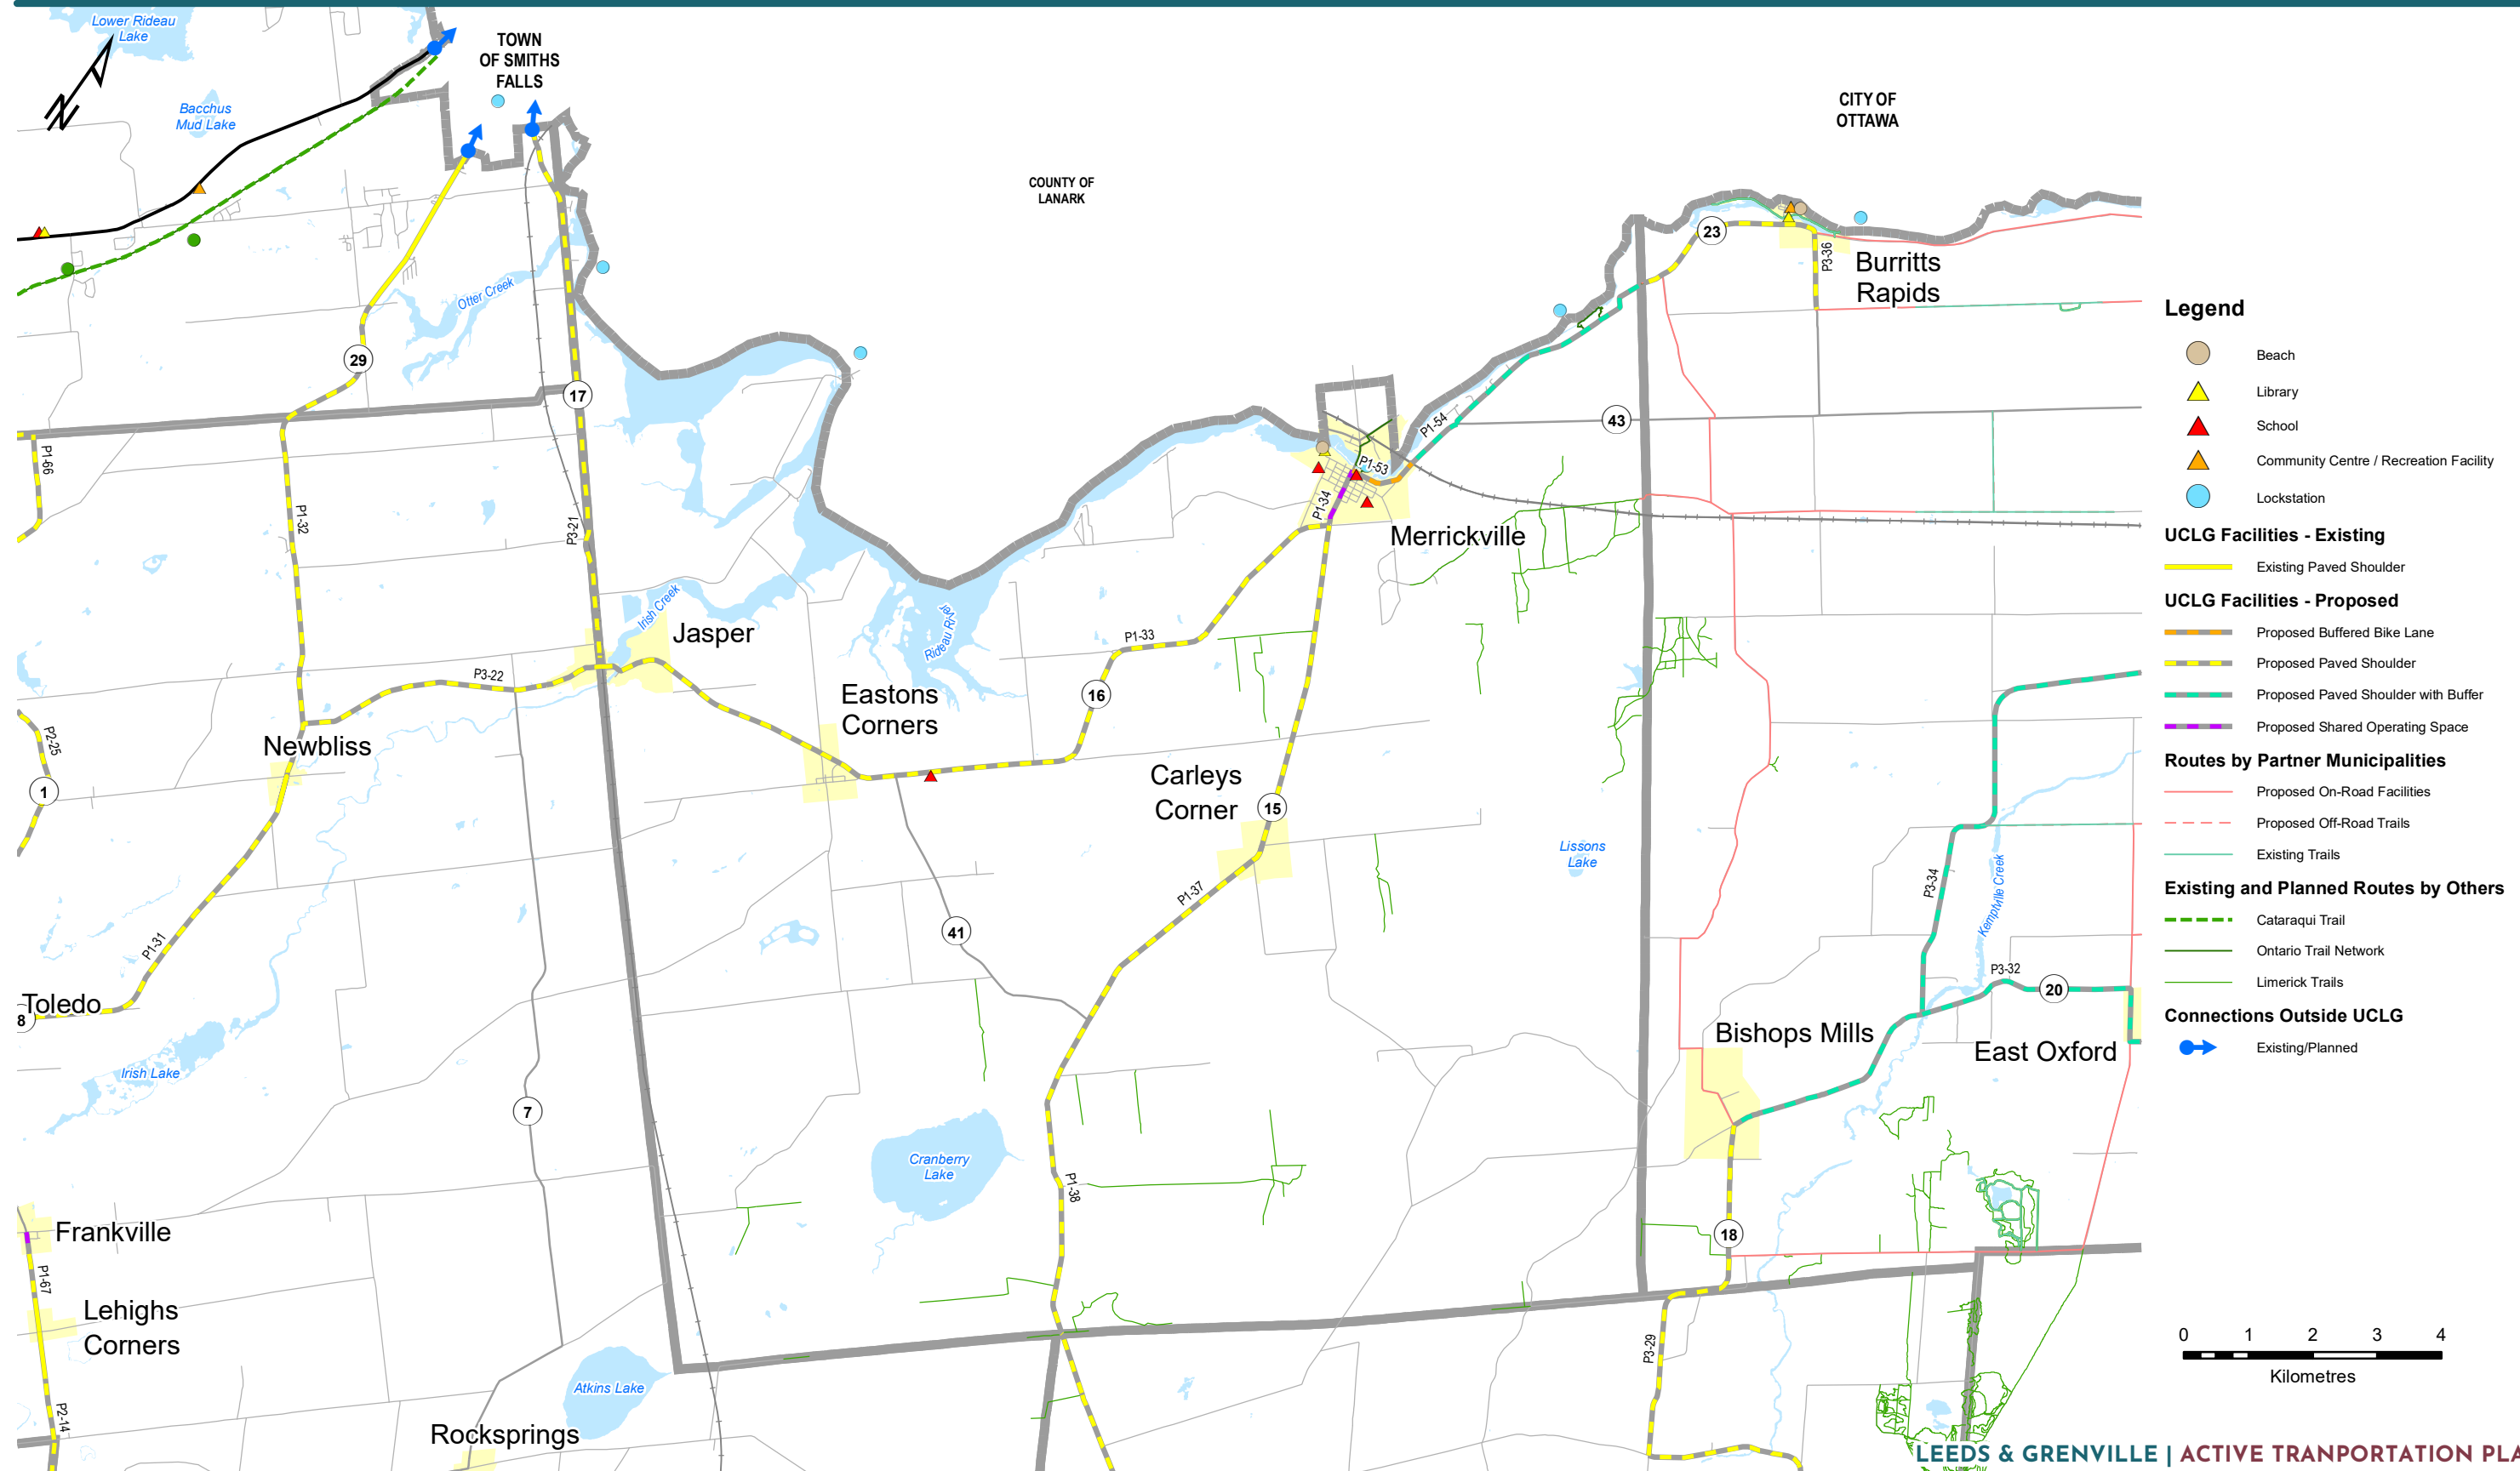 Lower Rideau
Lake
TOWN
OF SMITHS
FALLS
N
Bacchus
Mud Lake
CITY OF
OTTAWA
COUNTY OF
LANARK
23
P3-36
Burritts
Rapids
Otter Creek
29
17
43
P1-54
P1-53
P1-34
Merrickville
P1-66
P1-32
P3-21
Irish Creek
Jasper
Rideau Ri
ver
P1-33
16
P3-22
Eastons
Corners
Newbliss
P2-25
1
Carleys
Corner
15
Lissons
Lake
P1-37
41
P1-31
Toledo
8
Irish Lake
7
P3-34
Kemptville Creek
P3-32
20
Bishops Mills
East Oxford
Cranberry
Lake
P1-38
18
Frankville
P1-67
Lehighs
Corners
P2-14
Atkins Lake
Rocksprings
P3-29
Legend
Beach
Library
School
Community Centre / Recreation Facility
Lockstation
UCLG Facilities - Existing
Existing Paved Shoulder
UCLG Facilities - Proposed
Proposed Buffered Bike Lane
Proposed Paved Shoulder
Proposed Paved Shoulder with Buffer
Proposed Shared Operating Space
Routes by Partner Municipalities
Proposed On-Road Facilities
Proposed Off-Road Trails
Existing Trails
Existing and Planned Routes by Others
Cataraqui Trail
Ontario Trail Network
Limerick Trails
Connections Outside UCLG
Existing/Planned
0 1 2 3 4
Kilometres
LEEDS & GRENVILLE | ACTIVE TRANPORTATION PLA